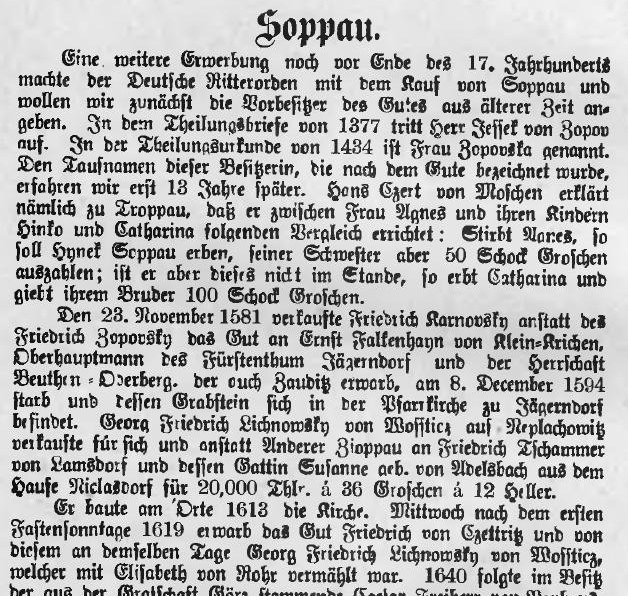 Soppau.
Eine weitere Erwerbung noch vor Ende des 17. Jahrhunderts
machte der Deutsche Ritterorden mit dem Kauf von Soppau und
wollen wir zunächst die Vorbesitzer des Gutes aus älterer Zeit an-
geben. In dem Theilungsbriefe von 1377 tritt Herr Jessek von Zopov
auf. In der Theilungsurkunde von 1434 ist Frau Zopovska genannt.
Den Taufnamen dieser Besitzerin, die nach dem Gute bezeichnet wurde,
erfahren wir erst 13 Jahre später. Hans Czert von Moschen erklärt
nämlich zu Troppau, daß er zwischen Frau Agnes und ihren Kindern
Hinko und Catharina folgenden Vergleich errichtet: Stirbt Agnes, so
soll Hynek Soppau erben, seiner Schwester aber 50 Schock Groschen
auszahlen; ist er aber dieses nicht im Stande, so erbt Catharina und
giebt ihrem Bruder 100 Schock Groschen.
Den 23. November 1581 verkaufte Friedrich Karnovsky anstatt des
Friedrich Zopovsky das Gut an Ernst Falkenhayn von Klein-Krichen,
Oberhauptmann des Fürstenthum Jägerndorf und der Herrschaft
Beuthen-Oderberg. der auch Zauditz erwarb, am 8. December 1594
starb und dessen Grabstein sich in der Pfarrkirche zu Jägerndorf
befindet. Georg Friedrich Lichnowsky von Wosticz auf Neplachowitz
verkaufte für sich und anstatt Anderer Zioppau an Friedrich Tschammer
von Lamsdorf und dessen Gattin Susanne geb. von Adelsbach aus dem
Hause Niclasdorf für 20,000 Thlr. á 36 Groschen á 12 Heller.
Er baute am Orte 1613 die Kirche. Mittwoch nach dem ersten
Fastensonntage 1619 erwarb das Gut Friedrich von Czettritz und von
diesem an demselben Tage Georg Friedrich Lichnowsky von Wosticz,
welcher mit Elisabeth von Rohr vermählt war. 1640 folgte im Besitz
der aus der Grafschaft Görz stammende